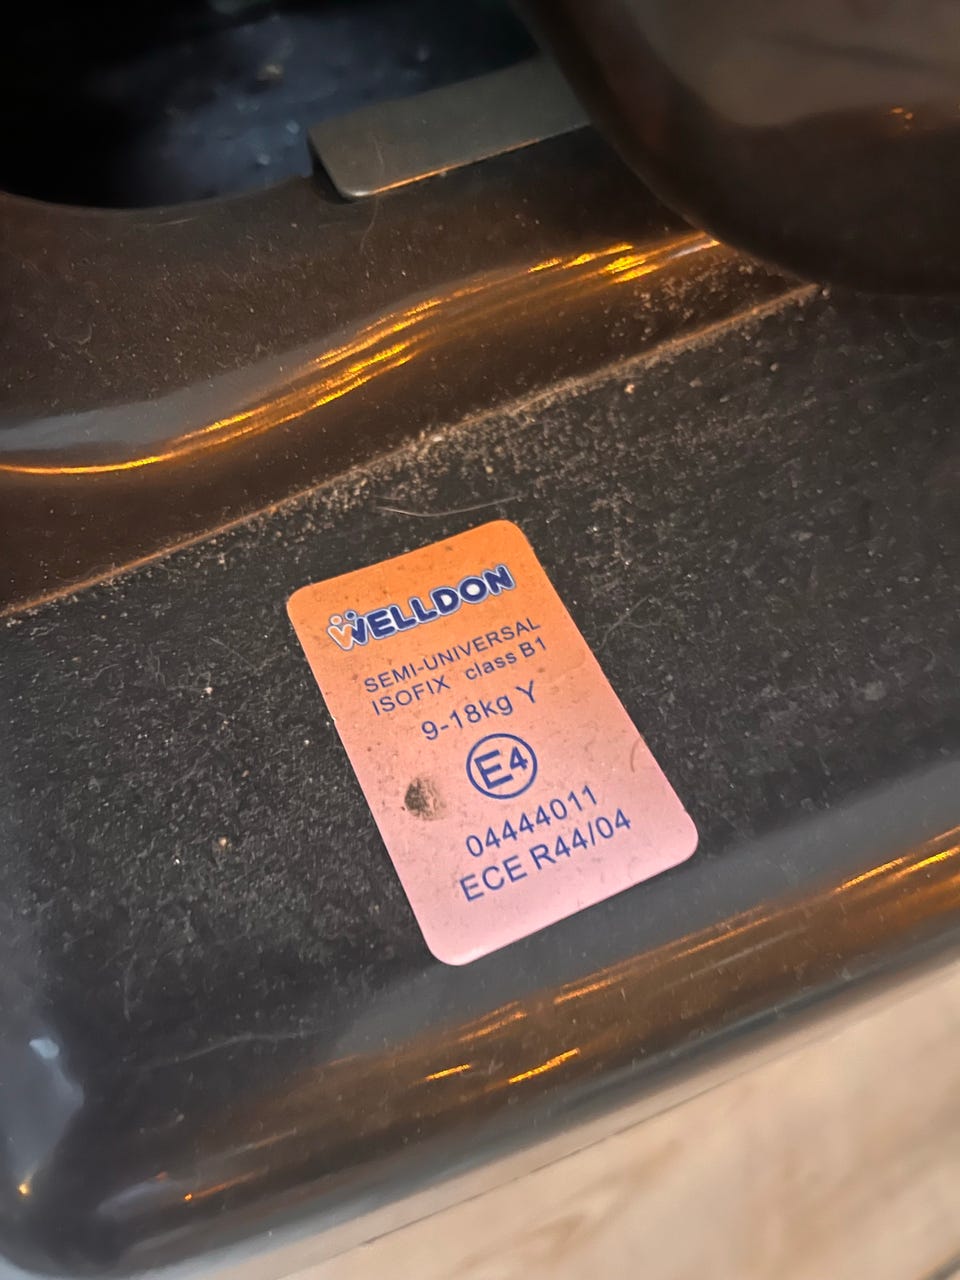 WELLDON
SEMI-UNIVERSAL
ISOFIX class B1
9-18kg Y
E4
04444011
ECE R44/04